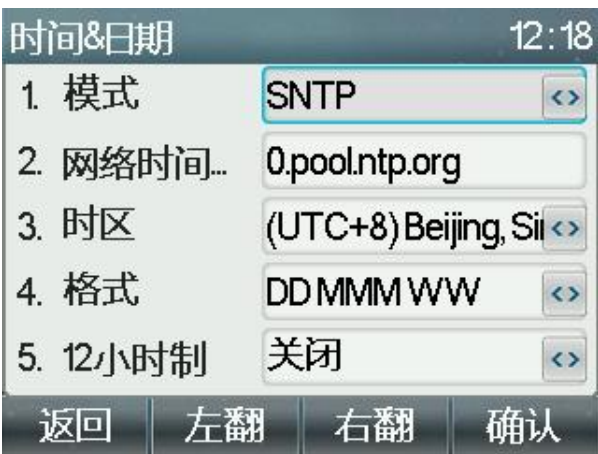 时间&日期 12:18
1. 模式 SNTP
2. 网络时间... 0.pool.ntp.org
3. 时区 (UTC+8) Beijing, Si
4. 格式 DD MMM WW
5. 12小时制 关闭
返回 左翻 右翻 确认